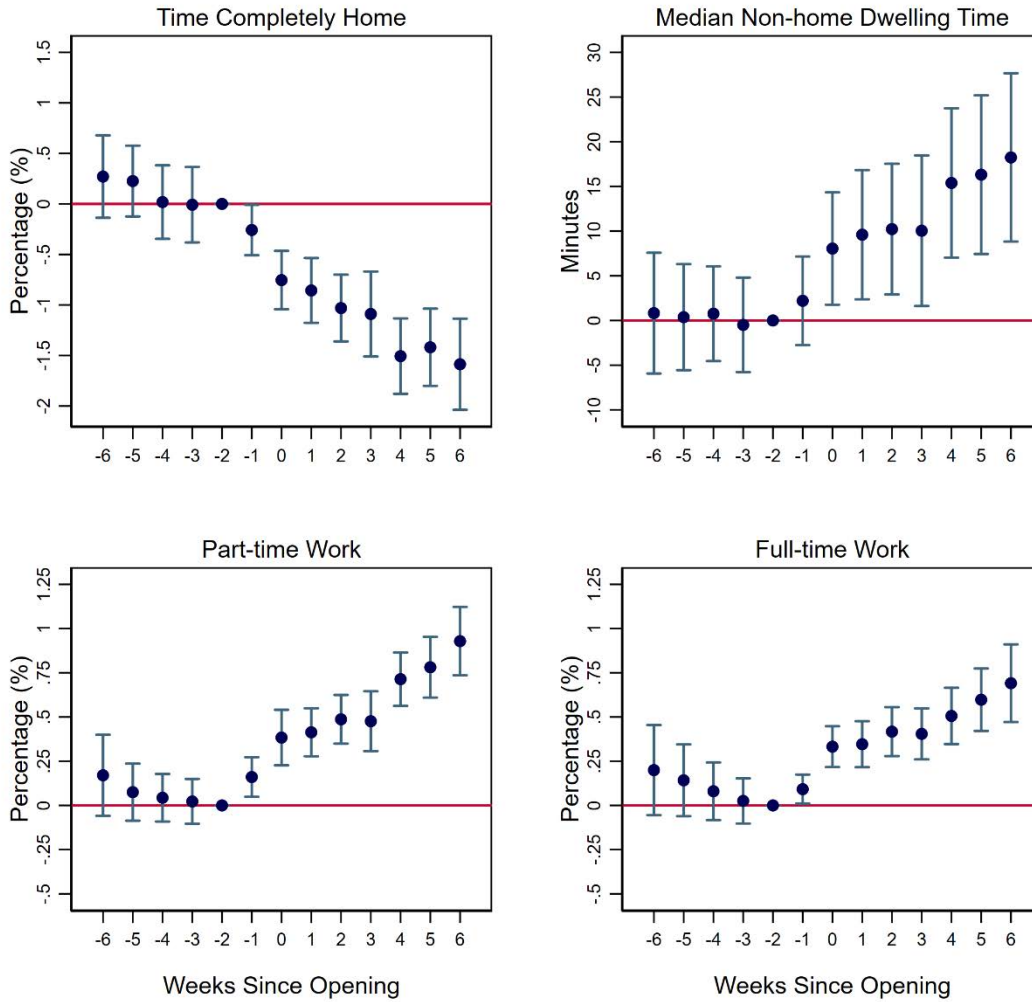 Time Completely Home
Percentage (%)
1.5
1
.5
0
-.5
-1
-1.5
-2
-6 -5 -4 -3 -2 -1 0 1 2 3 4 5 6
Median Non-home Dwelling Time
Minutes
30
25
20
15
10
5
0
-5
-10
-6 -5 -4 -3 -2 -1 0 1 2 3 4 5 6
Part-time Work
Percentage (%)
1.25
1
.75
.5
.25
0
-.25
-.5
-6 -5 -4 -3 -2 -1 0 1 2 3 4 5 6
Weeks Since Opening
Full-time Work
Percentage (%)
1.25
1
.75
.5
.25
0
-.25
-.5
-6 -5 -4 -3 -2 -1 0 1 2 3 4 5 6
Weeks Since Opening